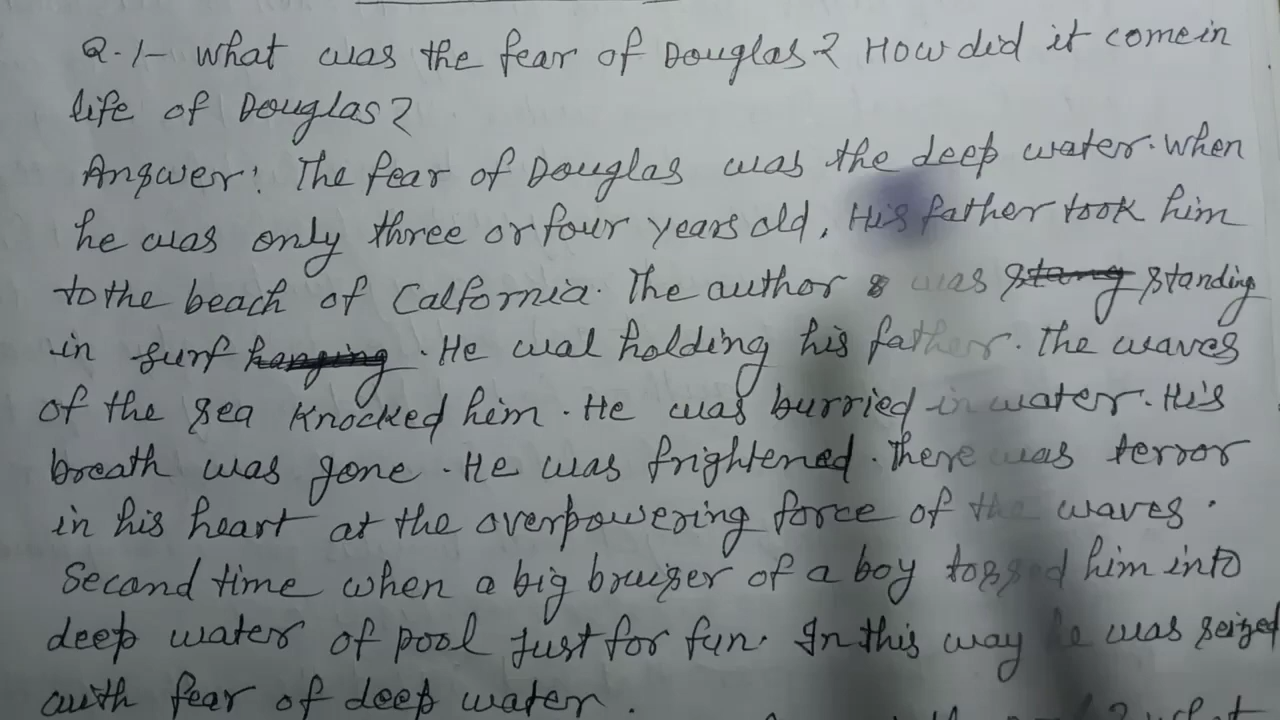 Q.1- What was the fear of Douglas? How did it come in
life of Douglas?
Answer: The fear of Douglas was the deep water. When
he was only three or four years old, His father took him
to the beach of Calfornia. The author was standing
in surf. He wal holding his father. The waves
of the sea knocked him. He was burried in water. His
breath was gone. He was frightened. There was terror
in his heart at the overpowering force of the waves.
Second time when a big bruiser of a boy tossed him into
deep water of pool Just for fun. In this way he was seized
with fear of deep water.